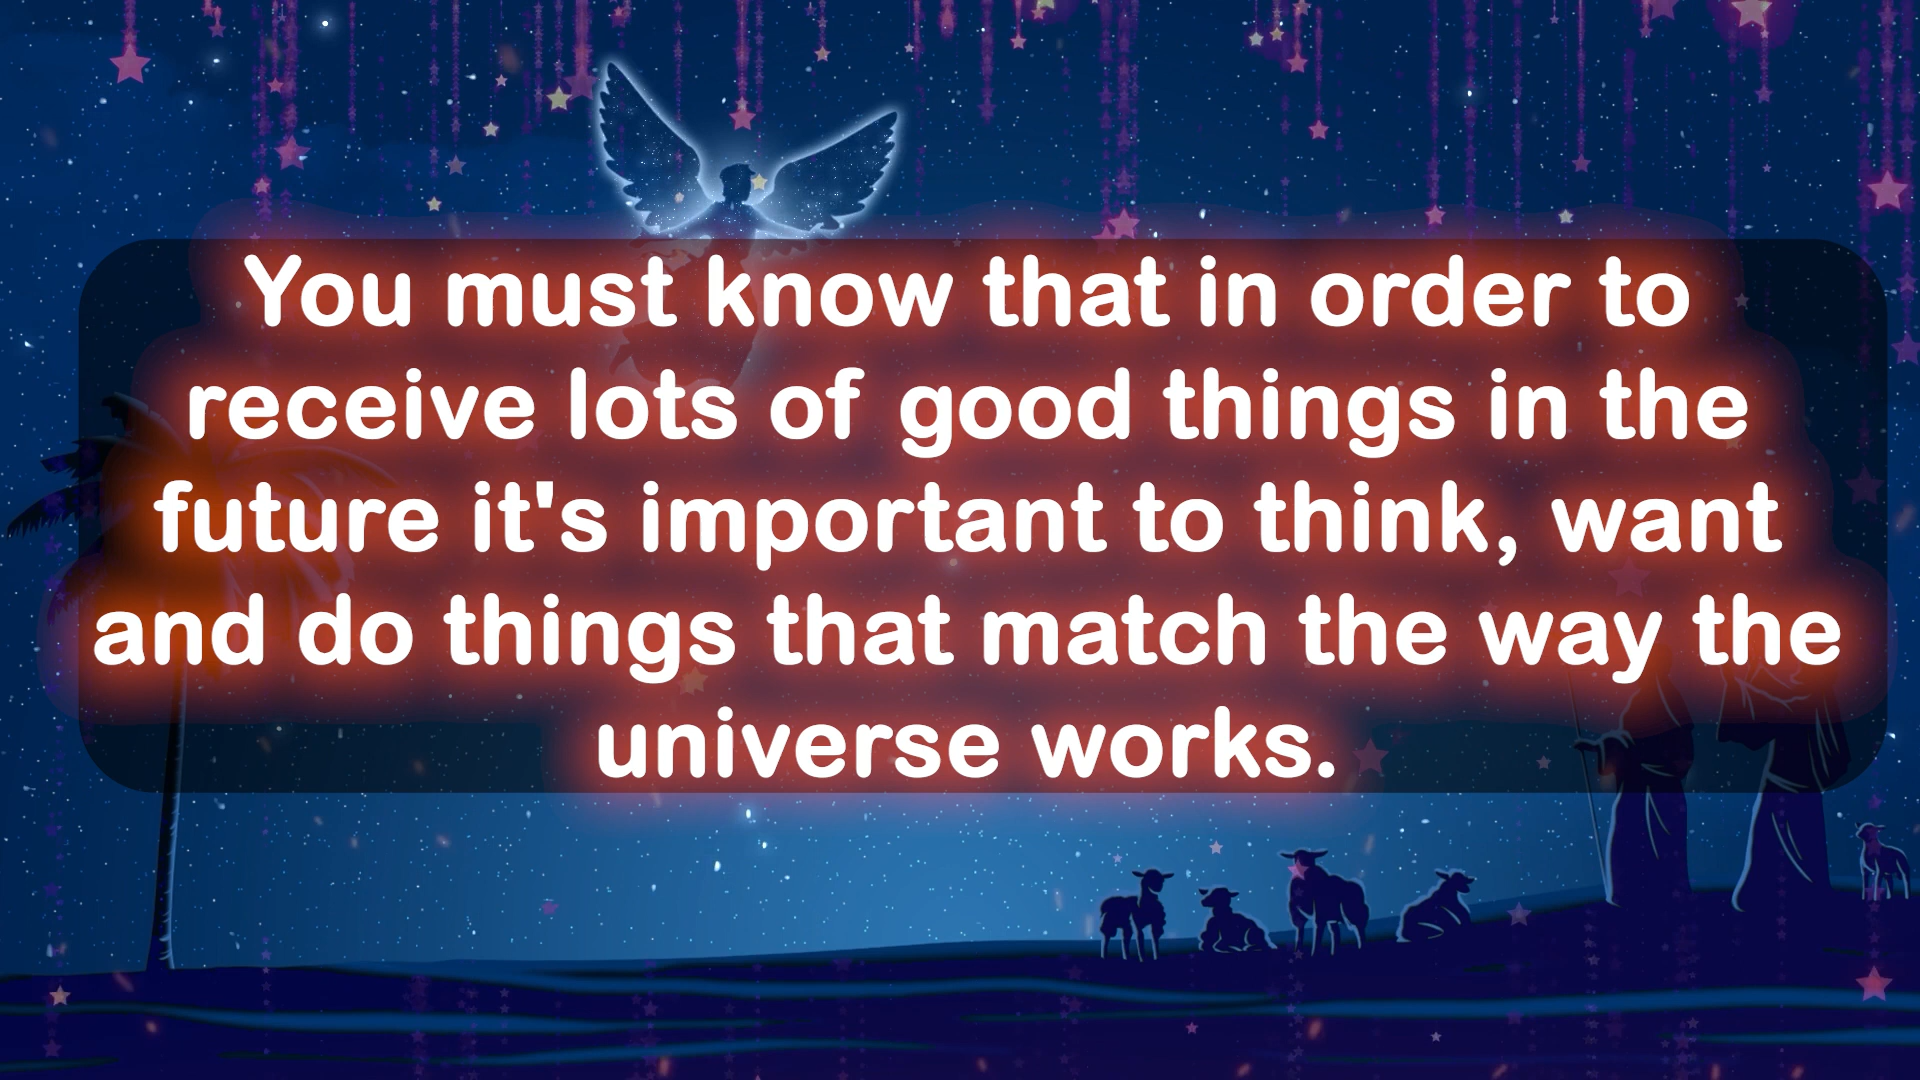 You must know that in order to
receive lots of good things in the
future it's important to think, want
and do things that match the way the
universe works.